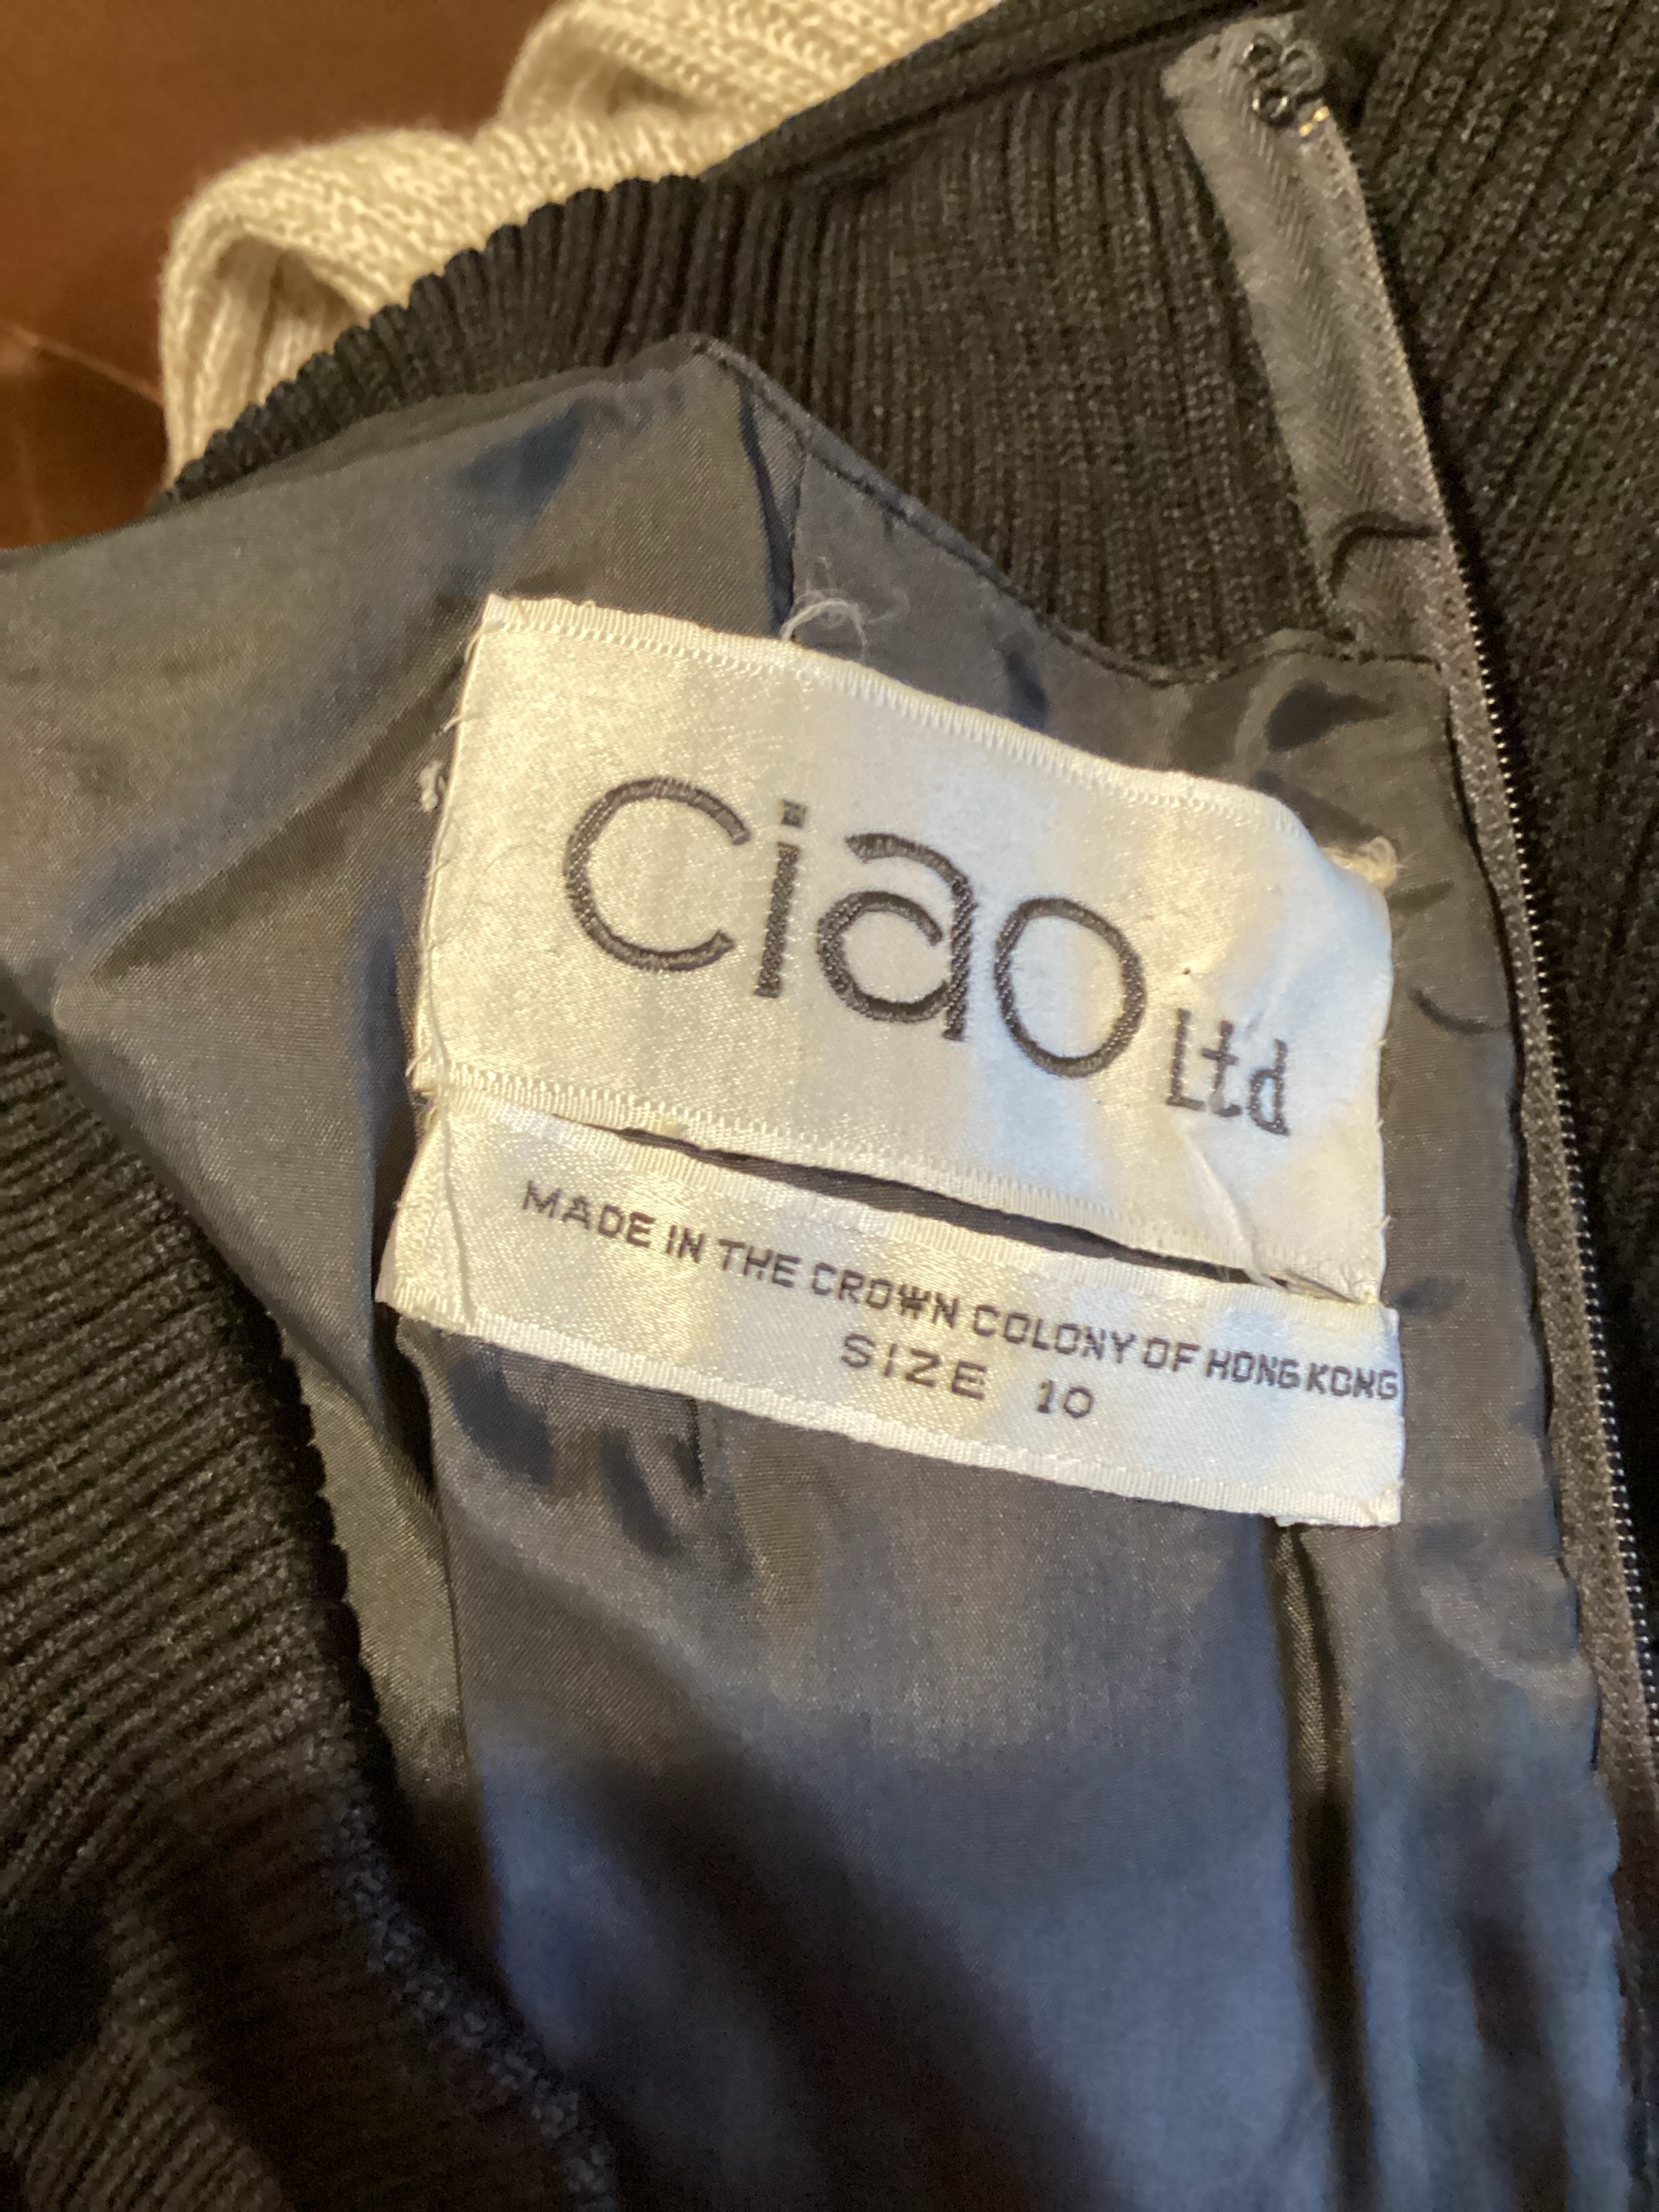 ciao Ltd
MADE IN THE CROWN COLONY OF HONG KONG
SIZE 10